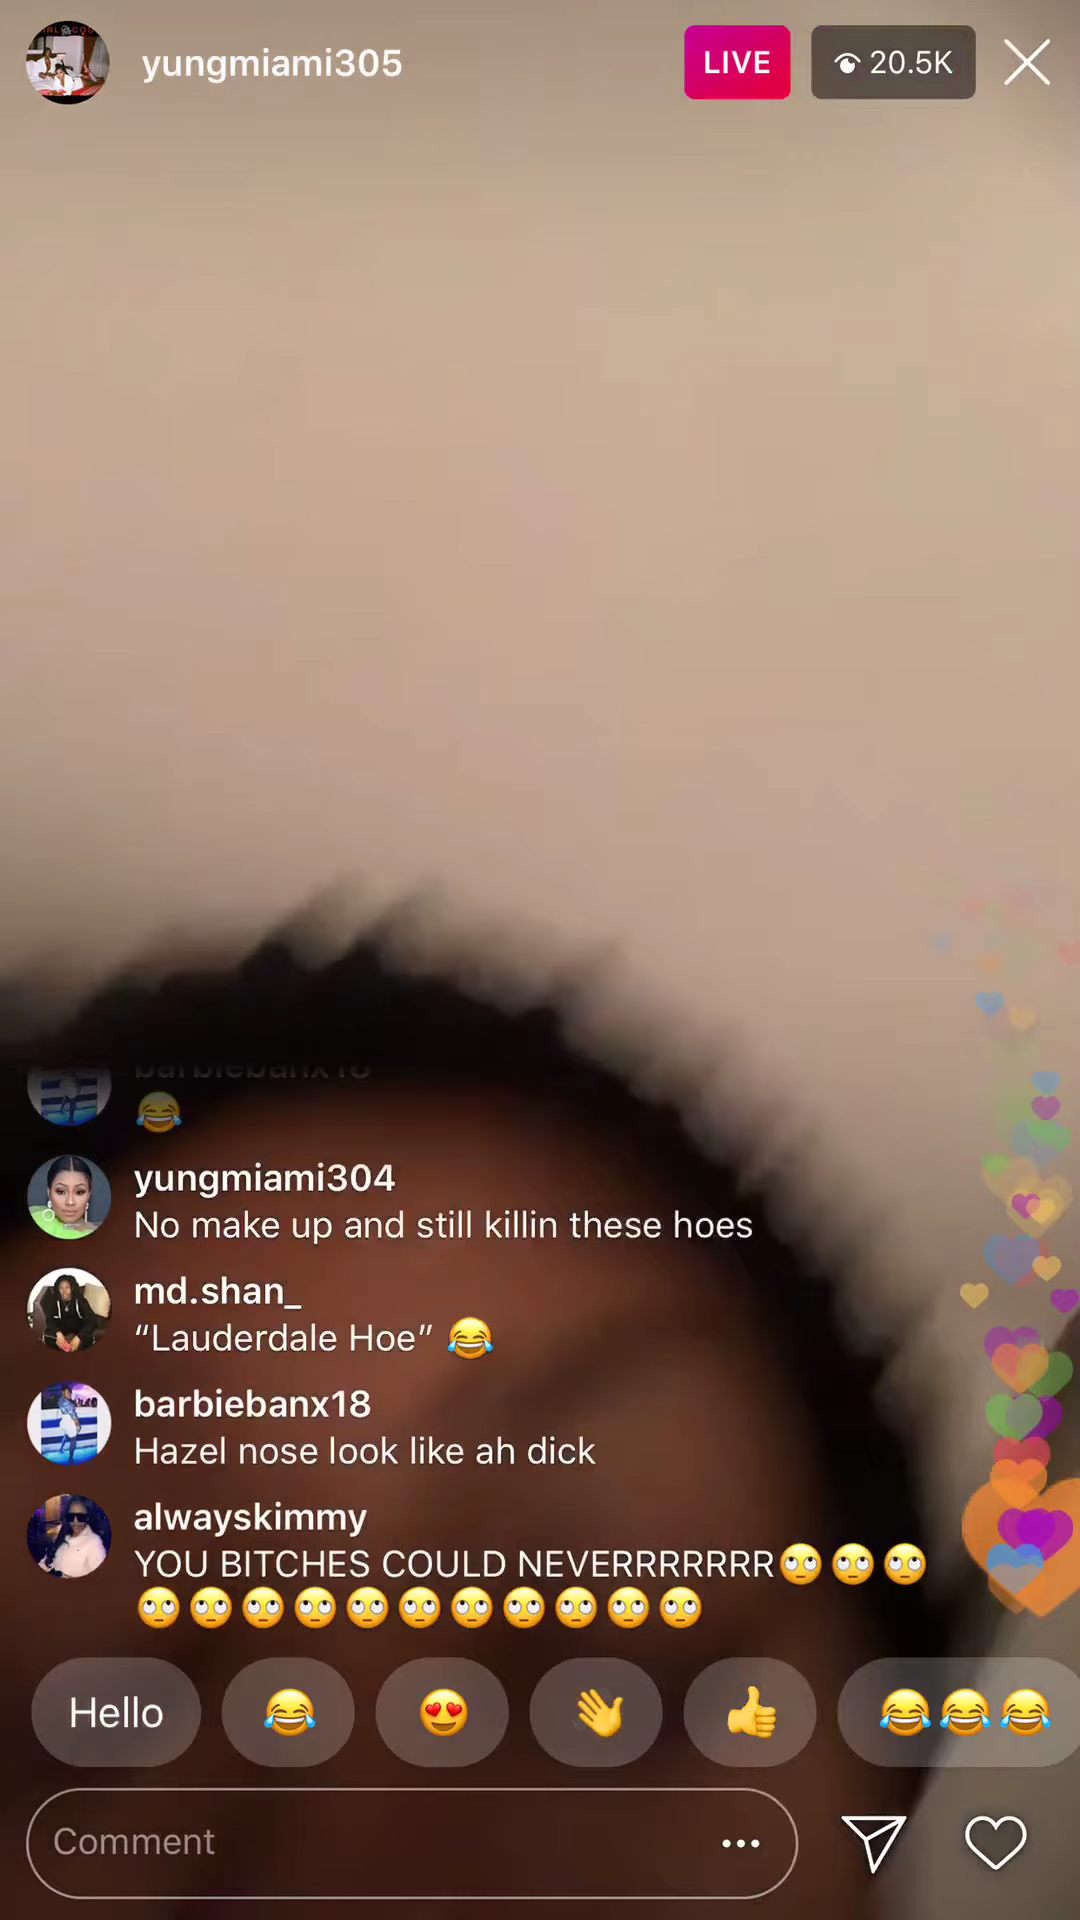 yungmiami305
LIVE
20.5K
barbiebanx18
😂
yungmiami304
No make up and still killin these hoes
md.shan_
“Lauderdale Hoe” 😂
barbiebanx18
Hazel nose look like ah dick
alwayskimmy
YOU BITCHES COULD NEVERRRRRRR🙄🙄🙄
🙄🙄🙄🙄🙄🙄🙄🙄🙄🙄🙄
Hello 😂 😍 👋 👍 😂😂😂
Comment